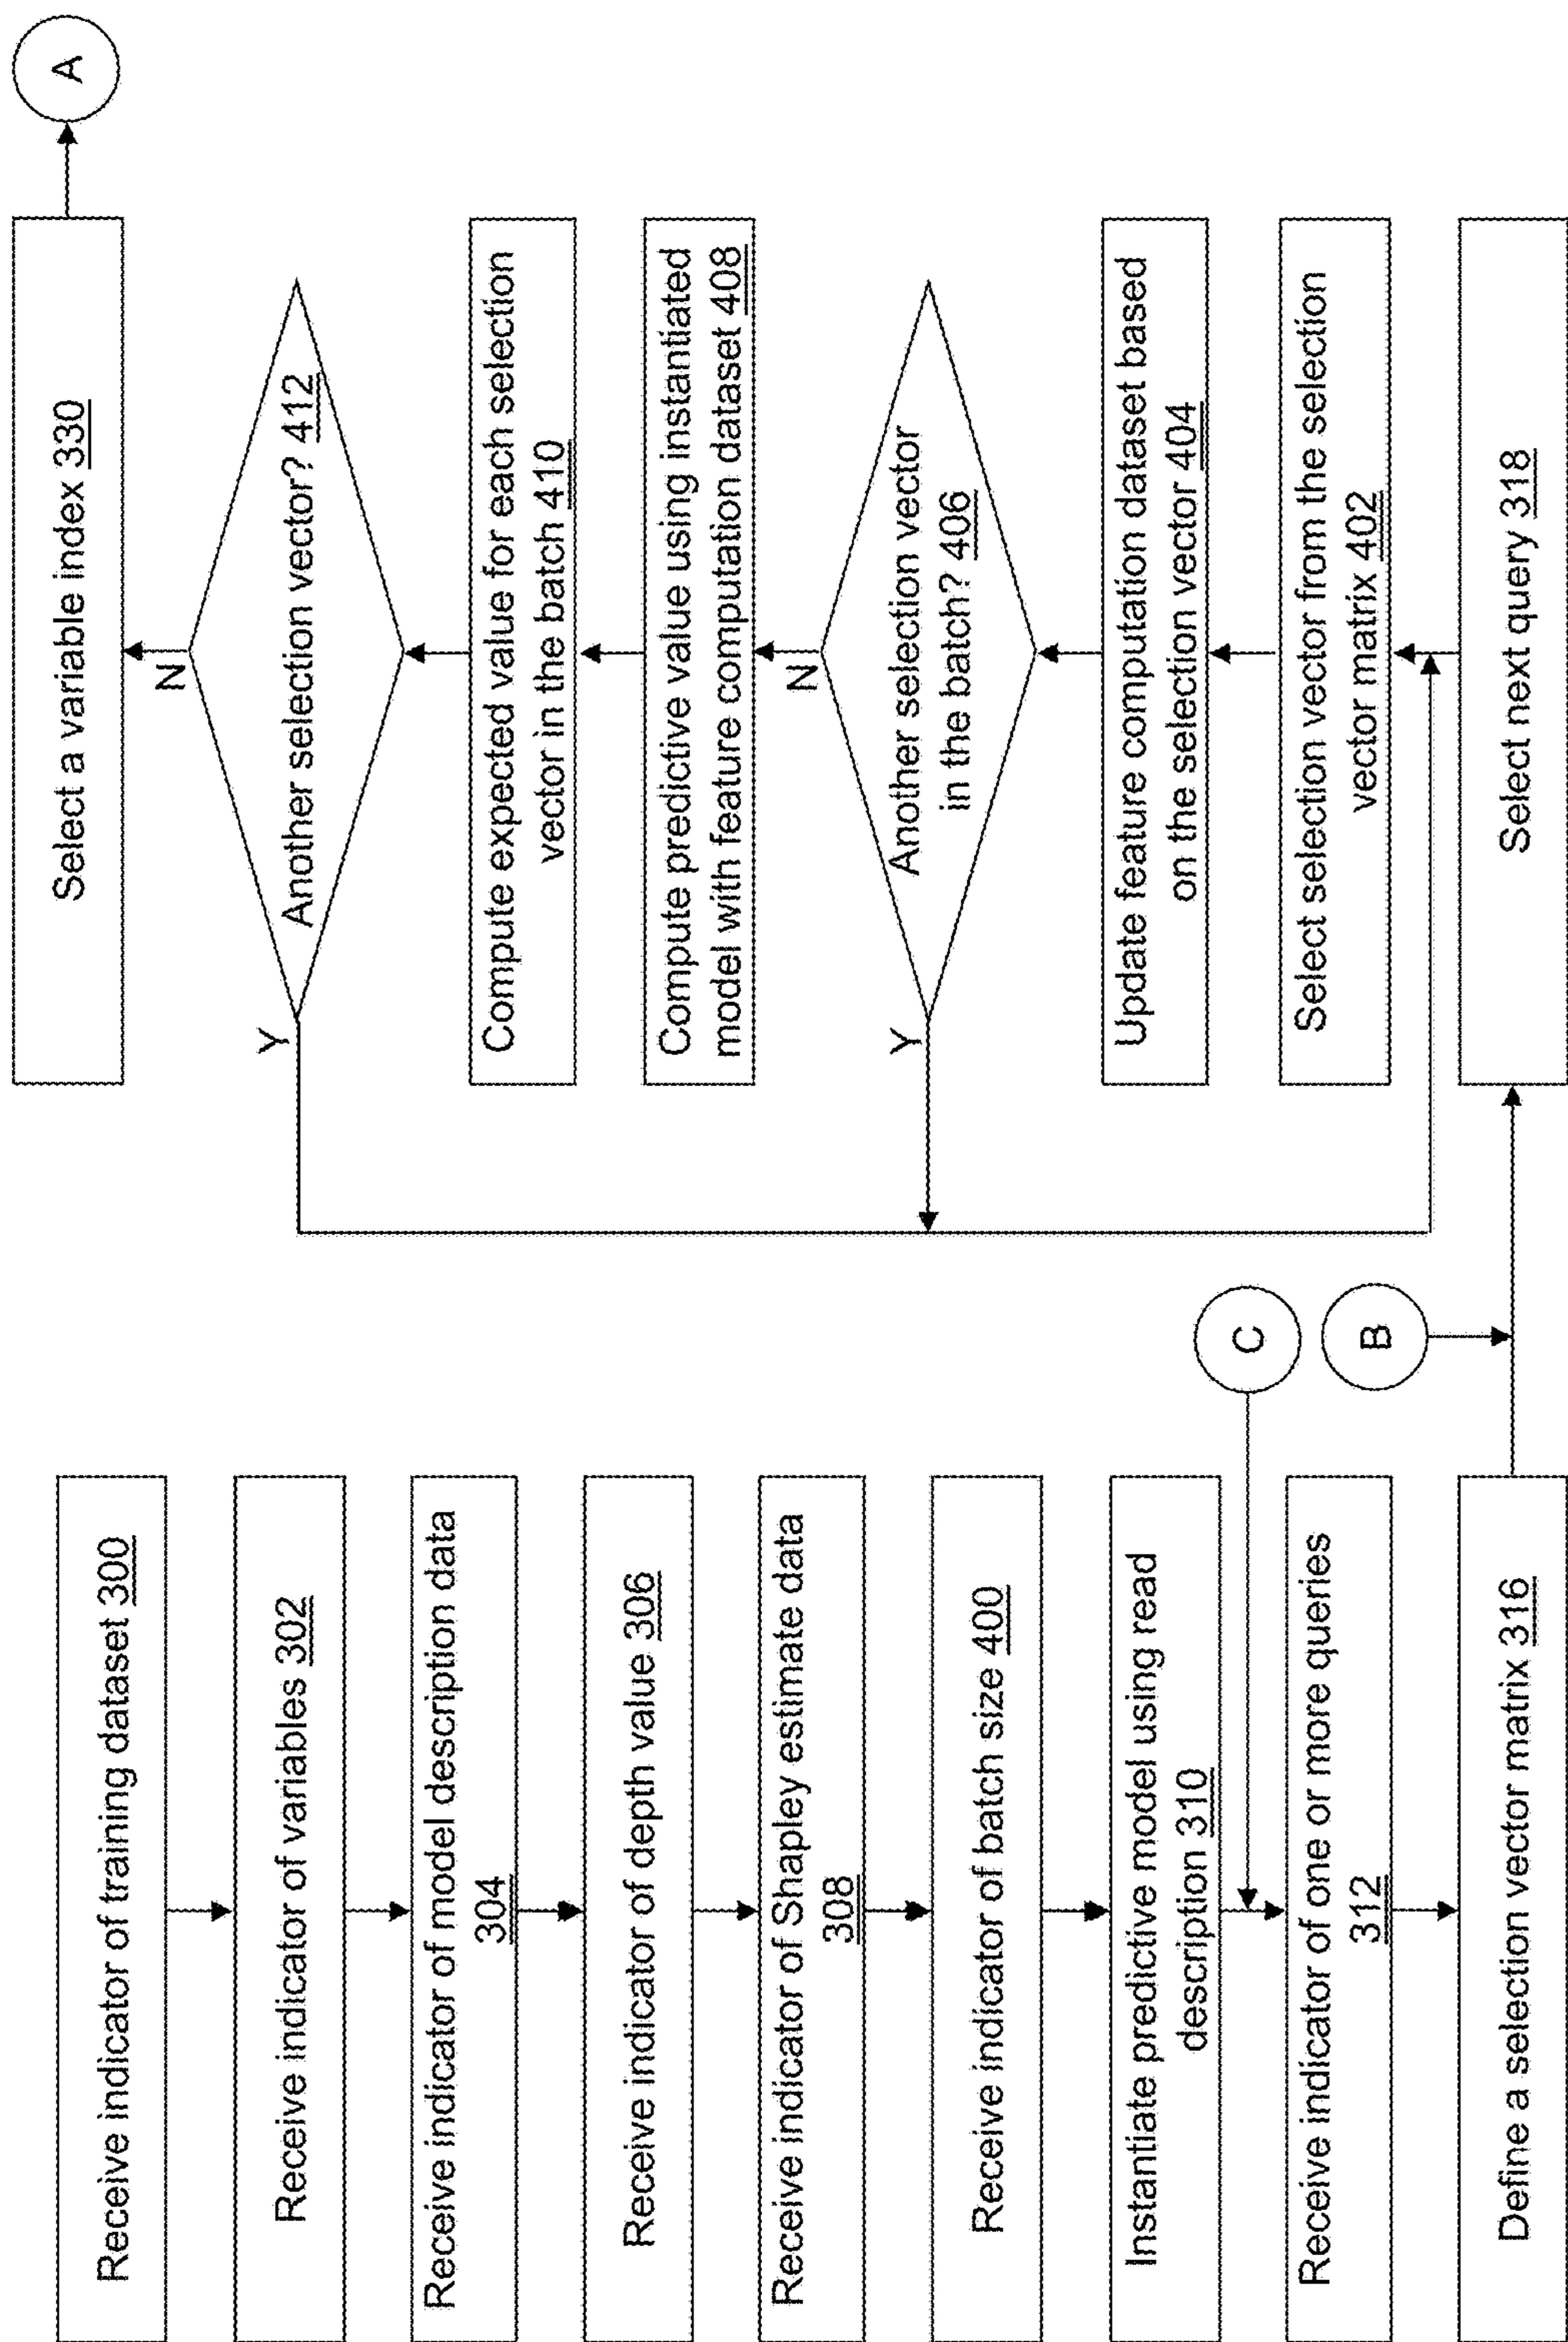 Receive indicator of training dataset 300
Receive indicator of variables 302
Receive indicator of model description data
304
Receive indicator of depth value 306
Receive indicator of Shapley estimate data
308
Receive indicator of batch size 400
Instantiate predictive model using read
description 310
C
Receive indicator of one or more queries
312
Define a selection vector matrix 316
B
Select next query 318
Select selection vector from the selection
vector matrix 402
Update feature computation dataset based
on the selection vector 404
Another selection vector
in the batch? 406
Y
N
Compute predictive value using instantiated
model with feature computation dataset 408
Compute expected value for each selection
vector in the batch 410
Another selection vector? 412
Y
N
Select a variable index 330
A